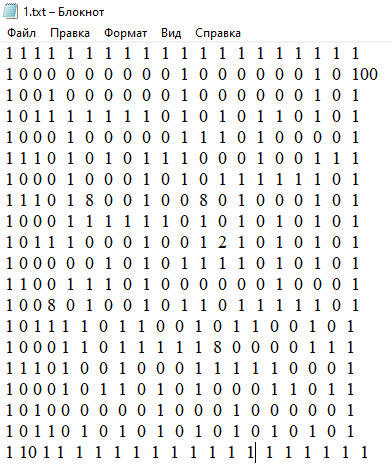 1.txt – Блокнот
Файл Правка Формат Вид Справка
1 1 1 1 1 1 1 1 1 1 1 1 1 1 1 1 1 1 1 1
1 0 0 0 0 0 0 0 0 0 1 0 0 0 0 0 0 1 0 100
1 0 0 1 0 0 0 0 0 0 1 0 0 0 0 0 0 1 0 1
1 0 1 1 1 1 1 1 1 0 1 0 1 0 1 1 0 1 0 1
1 0 0 0 1 0 0 0 0 0 1 1 1 0 1 0 0 0 0 1
1 1 1 0 1 0 1 0 1 1 1 0 0 0 1 0 0 1 1 1
1 0 0 0 1 0 0 0 1 0 1 0 1 1 1 1 1 1 0 1
1 1 1 0 1 8 0 0 1 0 0 8 0 1 0 0 0 1 0 1
1 0 0 0 1 1 1 1 1 1 0 1 0 1 0 1 0 1 0 1
1 0 1 1 1 0 0 0 1 0 0 1 2 1 0 1 0 1 0 1
1 0 0 0 0 0 1 0 1 0 1 1 1 1 0 1 0 1 0 1
1 1 0 0 1 1 1 0 1 0 0 0 0 0 0 1 0 0 0 1
1 0 0 8 0 1 0 0 1 0 1 1 0 1 1 1 1 1 0 1
1 0 1 1 1 1 0 1 1 0 0 1 0 1 1 0 0 1 0 1
1 0 0 0 1 1 0 1 1 1 1 1 8 0 0 0 0 1 1 1
1 1 1 0 1 0 0 1 0 0 0 1 1 1 1 1 0 0 0 1
1 0 0 0 1 0 1 1 0 1 0 1 0 0 0 1 1 0 1 1
1 0 1 0 0 0 0 0 0 1 0 1 0 0 0 1 0 0 0 1
1 0 1 1 0 1 0 1 0 1 0 1 0 1 0 1 0 1 0 1
1 10 1 1 1 1 1 1 1 1 1 1 1 1 1 1 1 1 1 1